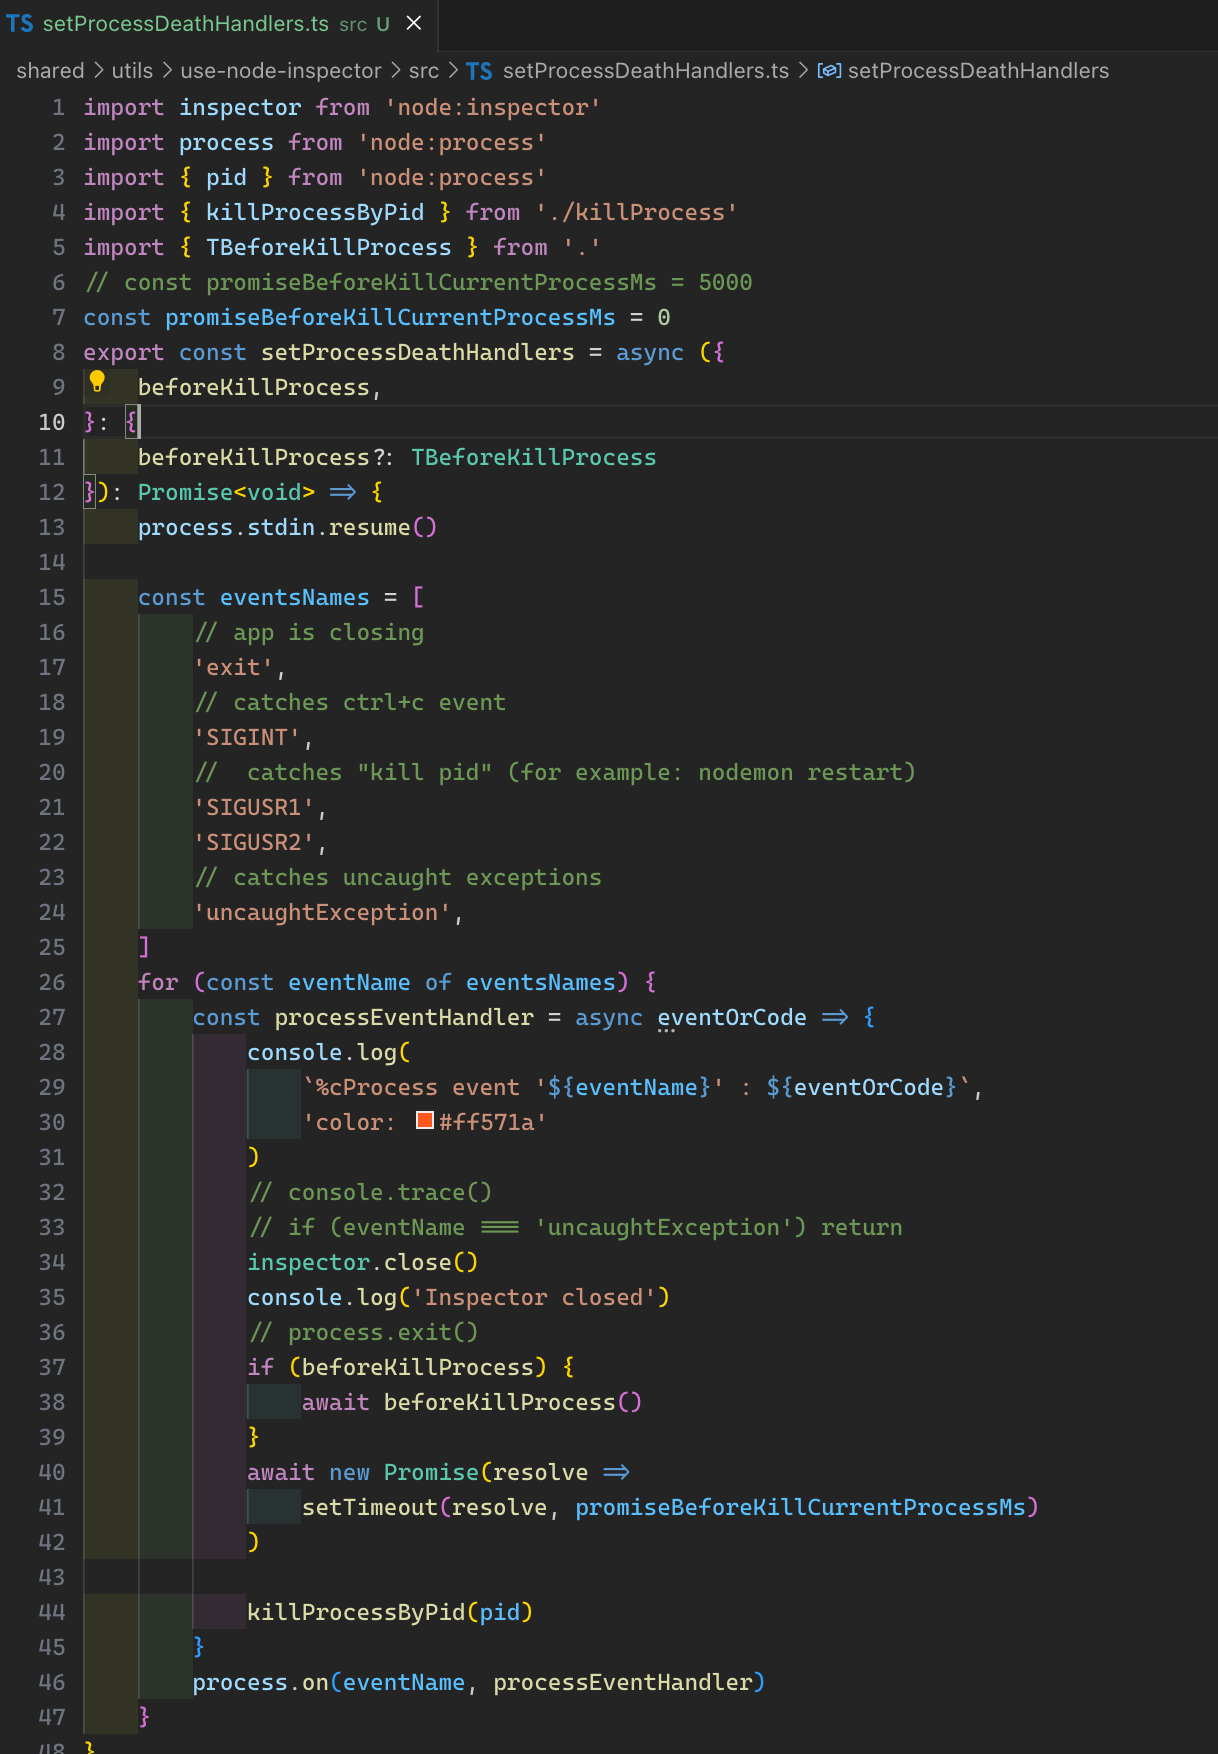 TS setProcessDeathHandlers.ts src U ×
shared > utils > use-node-inspector > src > TS setProcessDeathHandlers.ts > setProcessDeathHandlers
1 import inspector from 'node:inspector'
2 import process from 'node:process'
3 import { pid } from 'node:process'
4 import { killProcessByPid } from './killProcess'
5 import { TBeforeKillProcess } from '.'
6 // const promiseBeforeKillCurrentProcessMs = 5000
7 const promiseBeforeKillCurrentProcessMs = 0
8 export const setProcessDeathHandlers = async ({
9 beforeKillProcess,
10 }: {
11 beforeKillProcess?: TBeforeKillProcess
12 }): Promise<void> => {
13 process.stdin.resume()
14
15 const eventsNames = [
16 // app is closing
17 'exit',
18 // catches ctrl+c event
19 'SIGINT',
20 //  catches "kill pid" (for example: nodemon restart)
21 'SIGUSR1',
22 'SIGUSR2',
23 // catches uncaught exceptions
24 'uncaughtException',
25 ]
26 for (const eventName of eventsNames) {
27 const processEventHandler = async eventOrCode => {
28 console.log(
29 `%cProcess event '${eventName}' : ${eventOrCode}`,
30 'color: #ff571a'
31 )
32 // console.trace()
33 // if (eventName === 'uncaughtException') return
34 inspector.close()
35 console.log('Inspector closed')
36 // process.exit()
37 if (beforeKillProcess) {
38 await beforeKillProcess()
39 }
40 await new Promise(resolve =>
41 setTimeout(resolve, promiseBeforeKillCurrentProcessMs)
42 )
43
44 killProcessByPid(pid)
45 }
46 process.on(eventName, processEventHandler)
47 }
48 }